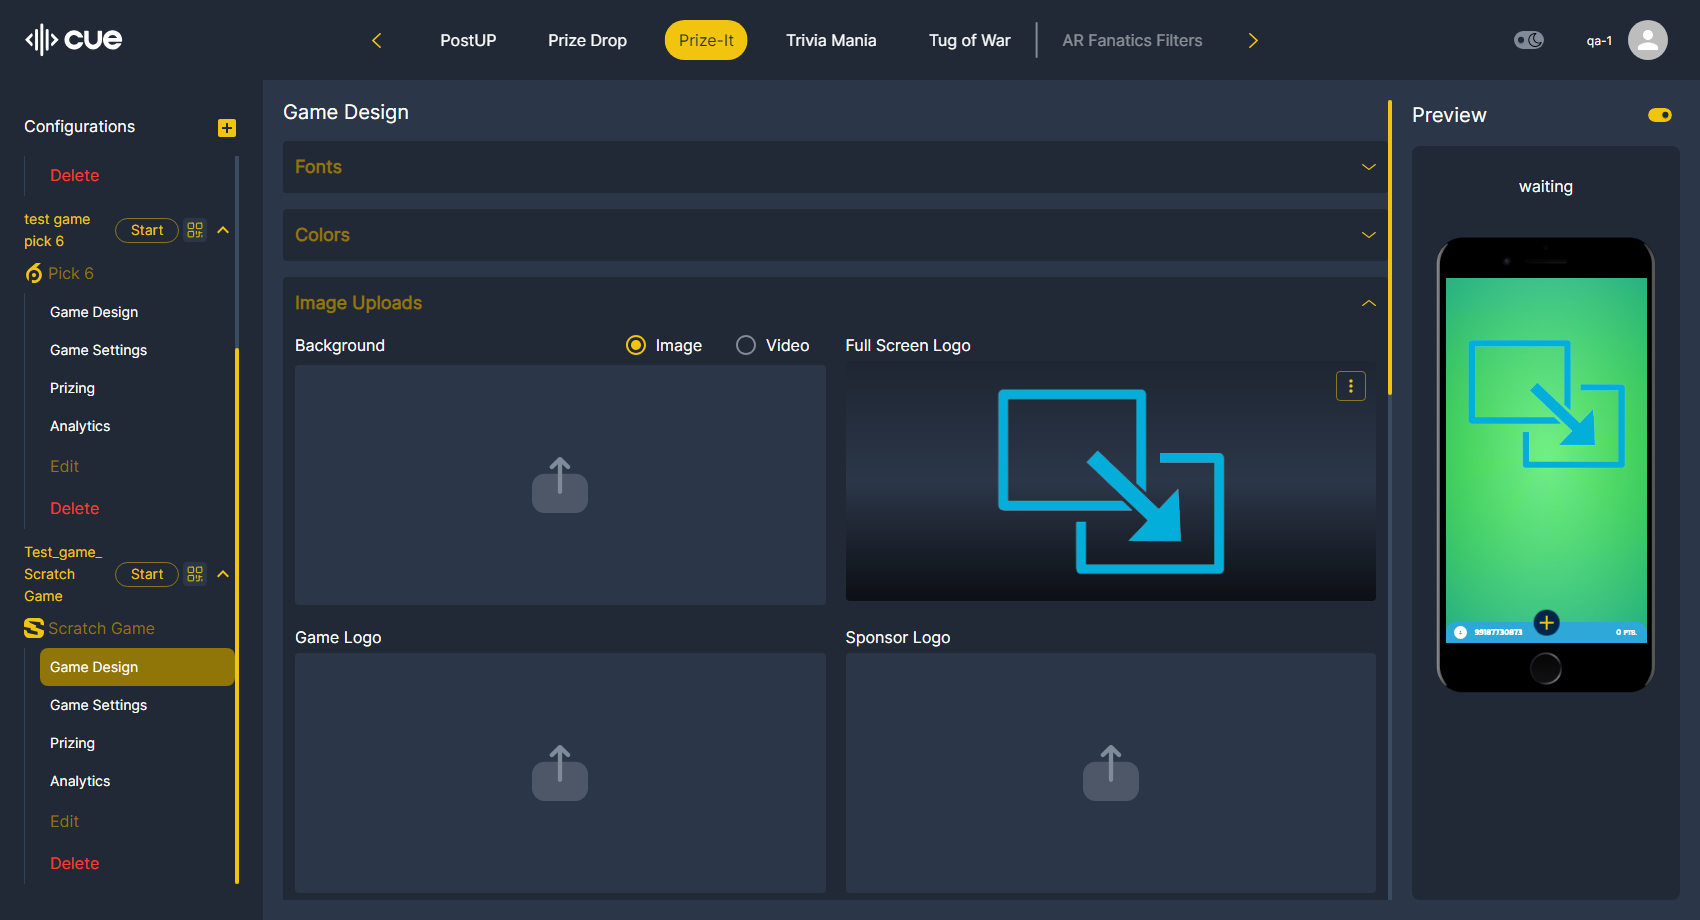 cue
PostUP
Prize Drop
Prize-It
Trivia Mania
Tug of War
AR Fanatics Filters
qa-1
Configurations
Delete
test game
pick 6
Start
Pick 6
Game Design
Game Settings
Prizing
Analytics
Edit
Delete
Test_game_
Scratch
Game
Start
Scratch Game
Game Design
Game Settings
Prizing
Analytics
Edit
Delete
Game Design
Fonts
Colors
Image Uploads
Background
Image
Video
Full Screen Logo
Game Logo
Sponsor Logo
Preview
waiting
99187730873
0 PTS.